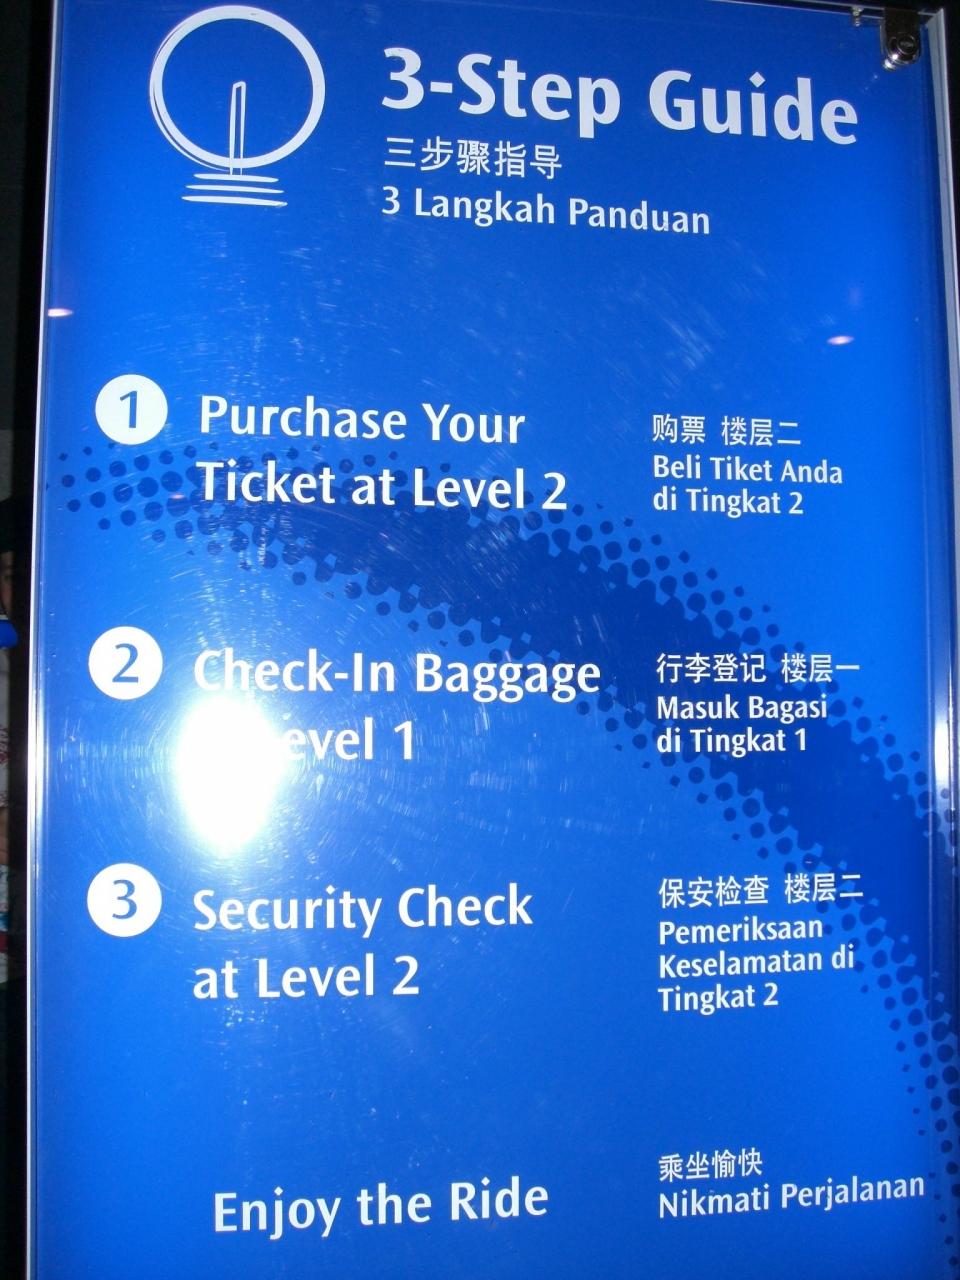 3-Step Guide
三步骤指导
3 Langkah Panduan
1
Purchase Your
Ticket at Level 2
购票 楼层二
Beli Tiket Anda
di Tingkat 2
2
Check-In Baggage
Level 1
行李登记 楼层一
Masuk Bagasi
di Tingkat 1
3
Security Check
at Level 2
保安检查 楼层二
Pemeriksaan
Keselamatan di
Tingkat 2
Enjoy the Ride
乘坐愉快
Nikmati Perjalanan